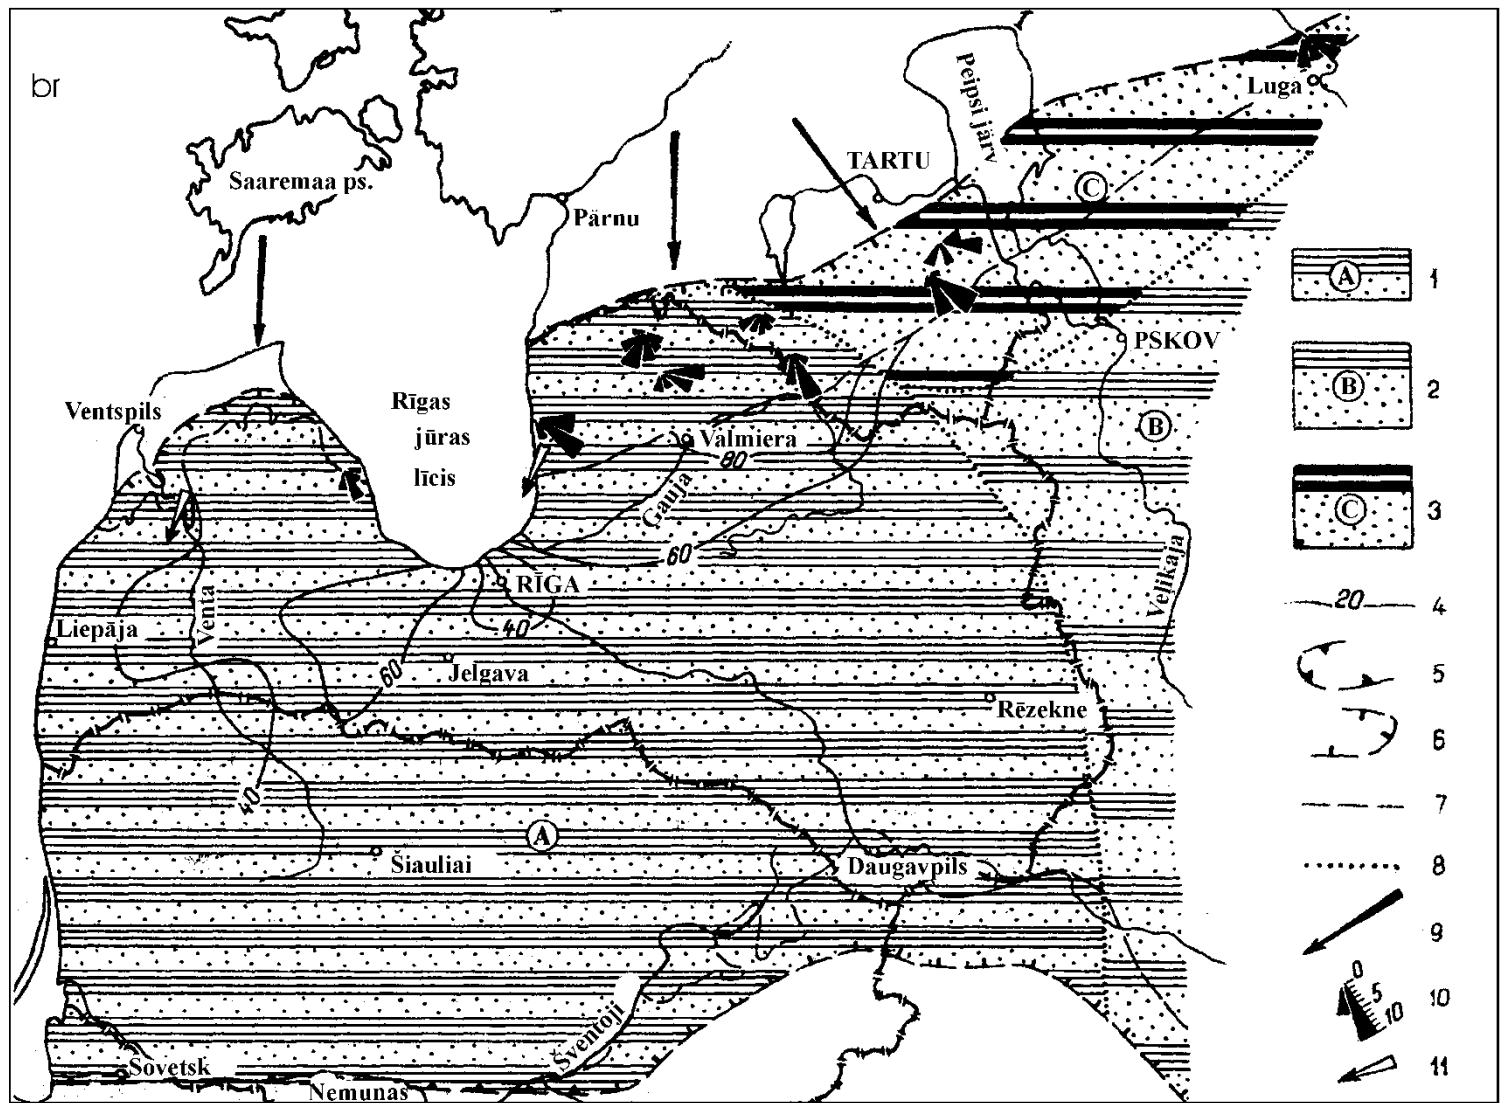 br
Saaremaa ps.
Pärnu
TARTU
Peipsi järv
Luga
C
PSKOV
B
Ventspils
Rīgas
jūras
līcis
Valmiera
80
Gauja
60
RĪGA
40
Venta
Liepāja
Jelgava
60
Veļikaja
Rēzekne
40
A
Šiauliai
Daugavpils
Šventoji
Sovetsk
Nemunas
A 1
B 2
C 3
20 4
5
6
7
8
9
0 5 10 10
11